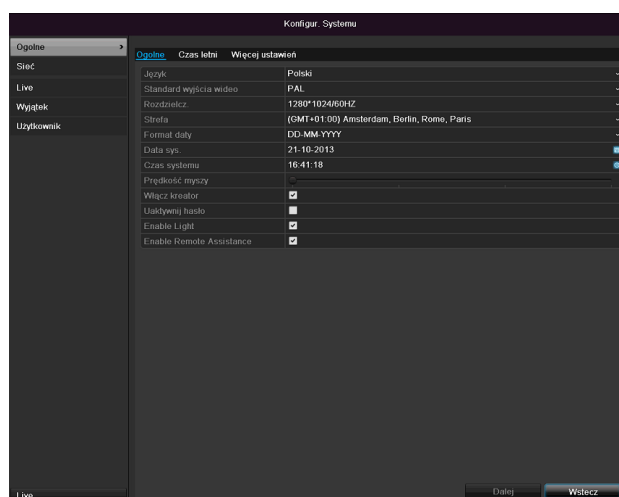 Konfigur. Systemu
Ogolne >
Sieć
Live
Wyjątek
Użytkownik
Ogolne Czas letni Więcej ustawień
Język Polski
Standard wyjścia wideo PAL
Rozdzielcz. 1280*1024/60HZ
Strefa (GMT+01:00) Amsterdam, Berlin, Rome, Paris
Format daty DD-MM-YYYY
Data sys. 21-10-2013
Czas systemu 16:41:18
Prędkość myszy
Włącz kreator
Uaktywnij hasło
Enable Light
Enable Remote Assistance
Live Dalej Wstecz